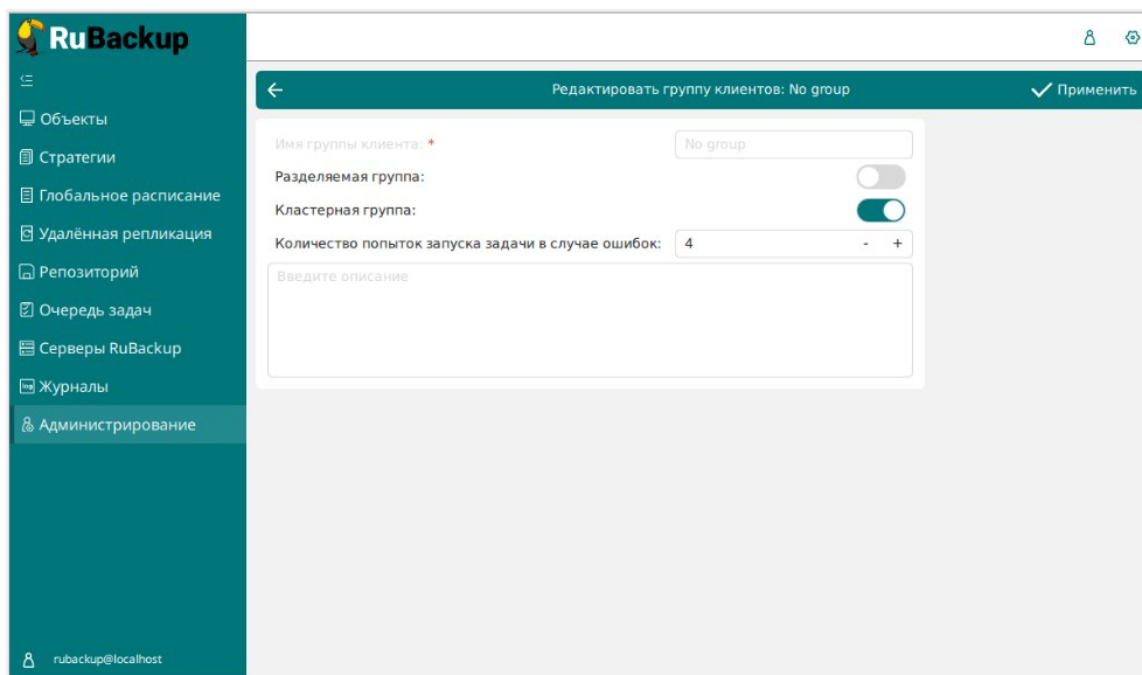 RuBackup
Редактировать группу клиентов: No group
Применить
Объекты
Стратегии
Глобальное расписание
Удалённая репликация
Репозиторий
Очередь задач
Серверы RuBackup
Журналы
Администрирование
Имя группы клиента: * No group
Разделяемая группа:
Кластерная группа:
Количество попыток запуска задачи в случае ошибок: 4 - +
Введите описание
rubackup@localhost